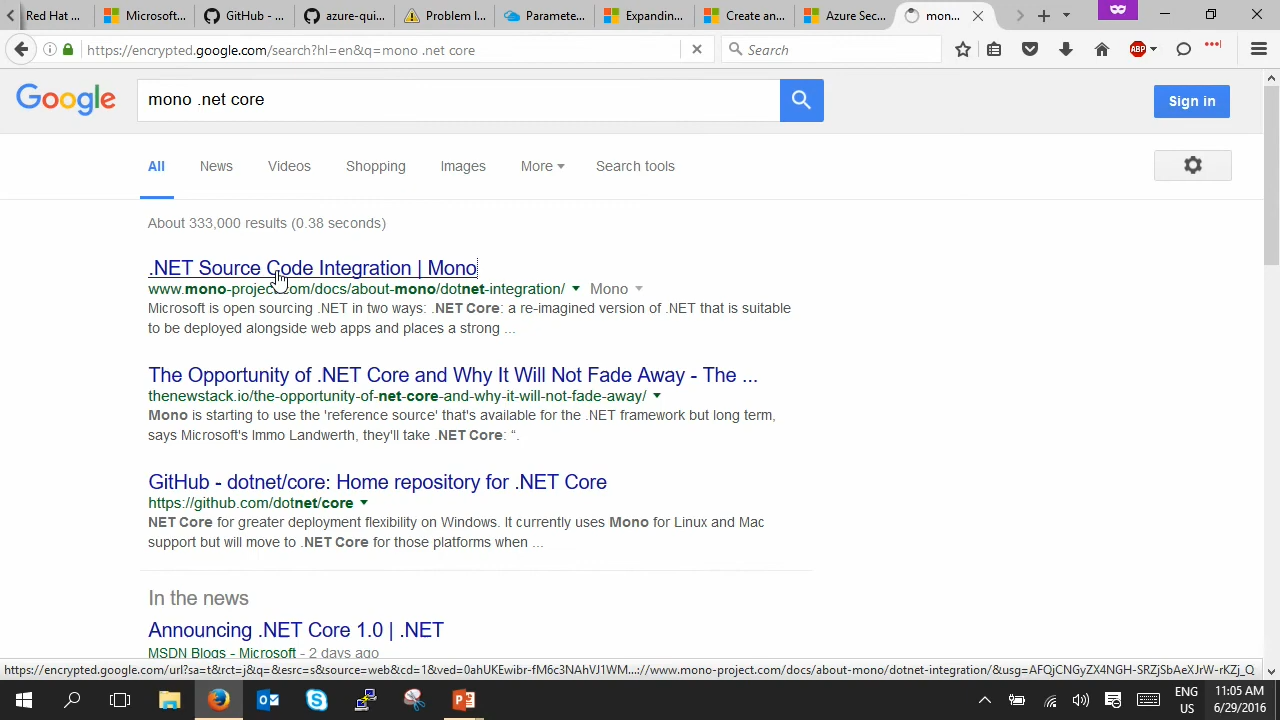 Red Hat ...
Microsoft...
GitHub - ...
azure-qui...
Problem l...
Paramete...
Expandin...
Create an...
Azure Sec...
mon...
https://encrypted.google.com/search?hl=en&q=mono .net core
Search
ABP
Google
mono .net core
Sign in
All
News
Videos
Shopping
Images
More
Search tools
About 333,000 results (0.38 seconds)
.NET Source Code Integration | Mono
www.mono-project.com/docs/about-mono/dotnet-integration/ Mono
Microsoft is open sourcing .NET in two ways: .NET Core: a re-imagined version of .NET that is suitable
to be deployed alongside web apps and places a strong ...
The Opportunity of .NET Core and Why It Will Not Fade Away - The ...
thenewstack.io/the-opportunity-of-net-core-and-why-it-will-not-fade-away/
Mono is starting to use the 'reference source' that's available for the .NET framework but long term,
says Microsoft's Immo Landwerth, they'll take .NET Core: “.
GitHub - dotnet/core: Home repository for .NET Core
https://github.com/dotnet/core
NET Core for greater deployment flexibility on Windows. It currently uses Mono for Linux and Mac
support but will move to .NET Core for those platforms when ...
In the news
Announcing .NET Core 1.0 | .NET
MSDN Blogs - Microsoft - 2 days ago
https://encrypted.google.com/url?sa=t&rct=j&q=&esrc=s&source=web&cd=1&ved=0ahUKEwibr-fM6c3NAhVJ1WM...://www.mono-project.com/docs/about-mono/dotnet-integration/&usg=AFQjCNGyZX4NGH-SRZjSbAeXJrW-rKZj_Q
ENG
US
11:05 AM
6/29/2016